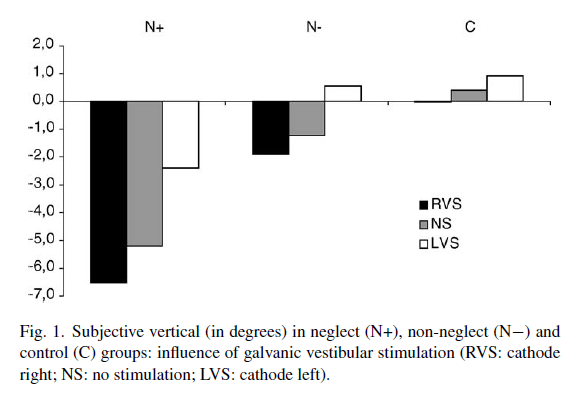 N+ N- C
2,0
1,0
0,0
-1,0
-2,0
-3,0
-4,0
-5,0
-6,0
-7,0
RVS
NS
LVS
Fig. 1. Subjective vertical (in degrees) in neglect (N+), non-neglect (N−) and
control (C) groups: influence of galvanic vestibular stimulation (RVS: cathode
right; NS: no stimulation; LVS: cathode left).